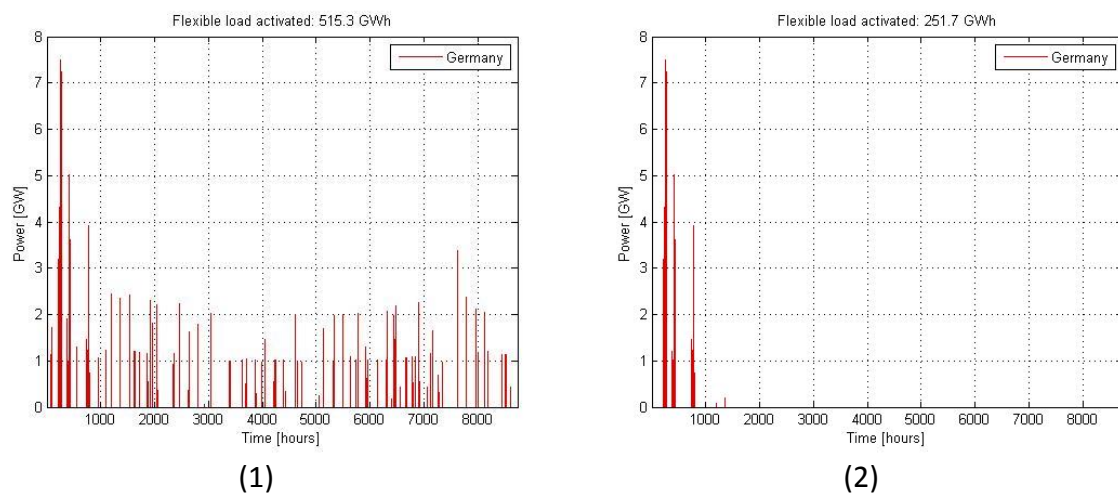 Flexible load activated: 515.3 GWh
8
7
6
5
4
3
2
1
0
Power [GW]
Germany
1000 2000 3000 4000 5000 6000 7000 8000
Time [hours]
(1)
Flexible load activated: 251.7 GWh
8
7
6
5
4
3
2
1
0
Power [GW]
Germany
1000 2000 3000 4000 5000 6000 7000 8000
Time [hours]
(2)